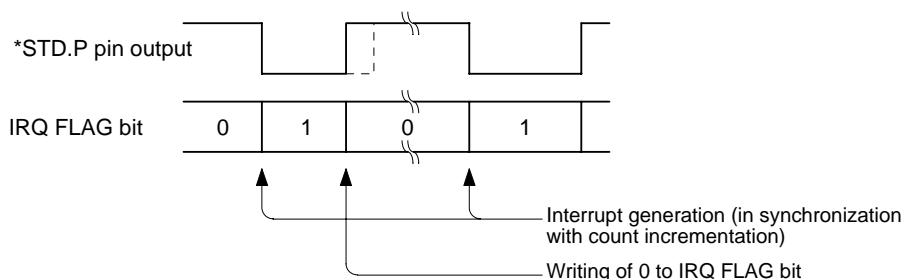 *STD.P pin output
IRQ FLAG bit
0 1 0 1
Interrupt generation (in synchronization
with count incrementation)
Writing of 0 to IRQ FLAG bit